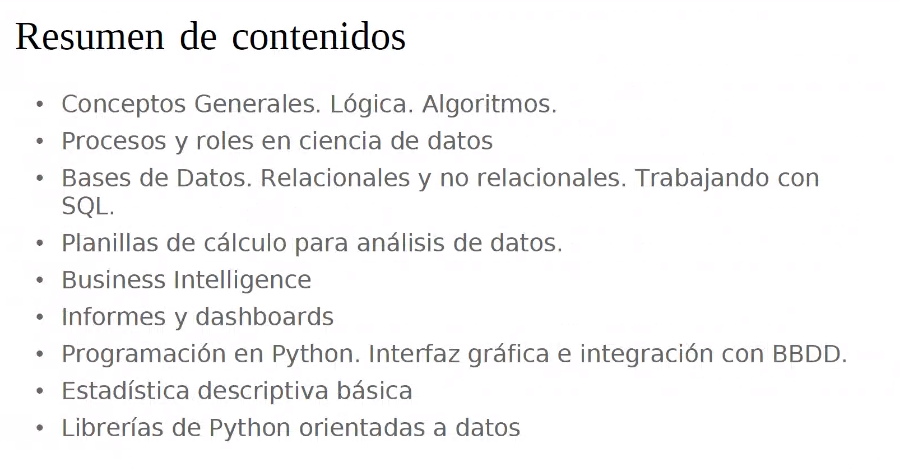 Resumen de contenidos
• Conceptos Generales. Lógica. Algoritmos.
• Procesos y roles en ciencia de datos
• Bases de Datos. Relacionales y no relacionales. Trabajando con
SQL.
• Planillas de cálculo para análisis de datos.
• Business Intelligence
• Informes y dashboards
• Programación en Python. Interfaz gráfica e integración con BBDD.
• Estadística descriptiva básica
• Librerías de Python orientadas a datos